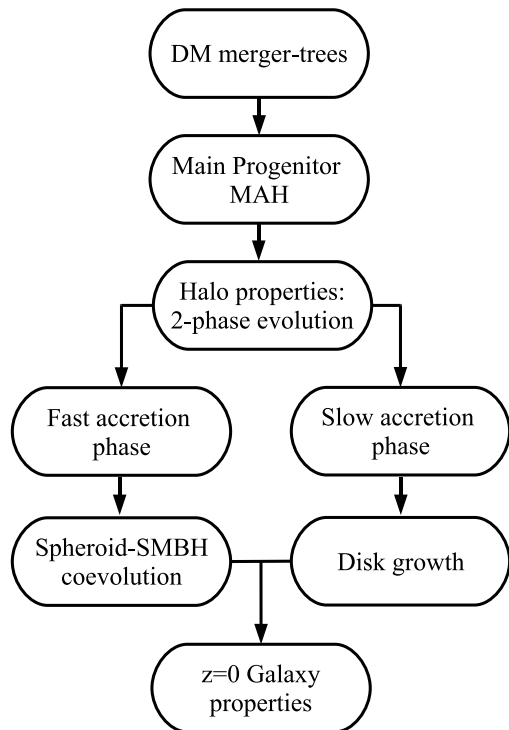 DM merger-trees
Main Progenitor
MAH
Halo properties:
2-phase evolution
Fast accretion
phase
Slow accretion
phase
Spheroid-SMBH
coevolution
Disk growth
z=0 Galaxy
properties